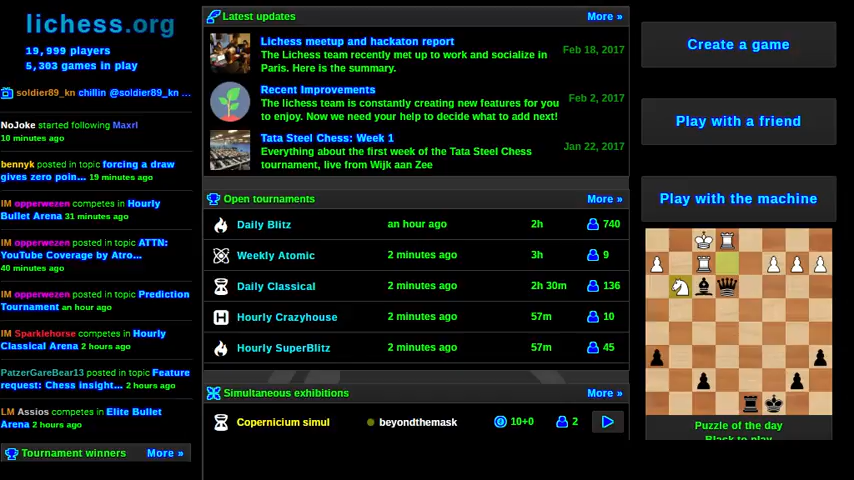 lichess.org
19,999 players
5,303 games in play
soldier89_kn chillin @soldier89_kn ...
NoJoke started following Maxrl
10 minutes ago
bennyk posted in topic forcing a draw
gives zero poin... 19 minutes ago
IM opperwezen competes in Hourly
Bullet Arena 31 minutes ago
IM opperwezen posted in topic ATTN:
YouTube Coverage by Atro...
40 minutes ago
IM opperwezen posted in topic Prediction
Tournament an hour ago
IM Sparklehorse competes in Hourly
Classical Arena 2 hours ago
PatzerGareBear13 posted in topic Feature
request: Chess insight... 2 hours ago
LM Assios competes in Elite Bullet
Arena 2 hours ago
Tournament winners More »
Latest updates More »
Lichess meetup and hackaton report Feb 18, 2017
The Lichess team recently met up to work and socialize in
Paris. Here is the summary.
Recent Improvements Feb 2, 2017
The lichess team is constantly creating new features for you
to enjoy. Now we need your help to decide what to add next!
Tata Steel Chess: Week 1 Jan 22, 2017
Everything about the first week of the Tata Steel Chess
tournament, live from Wijk aan Zee
Open tournaments More »
Daily Blitz an hour ago 2h 740
Weekly Atomic 2 minutes ago 3h 9
Daily Classical 2 minutes ago 2h 30m 136
Hourly Crazyhouse 2 minutes ago 57m 10
Hourly SuperBlitz 2 minutes ago 57m 45
Simultaneous exhibitions More »
Copernicium simul beyondthemask 10+0 2
Create a game
Play with a friend
Play with the machine
Puzzle of the day
Black to play